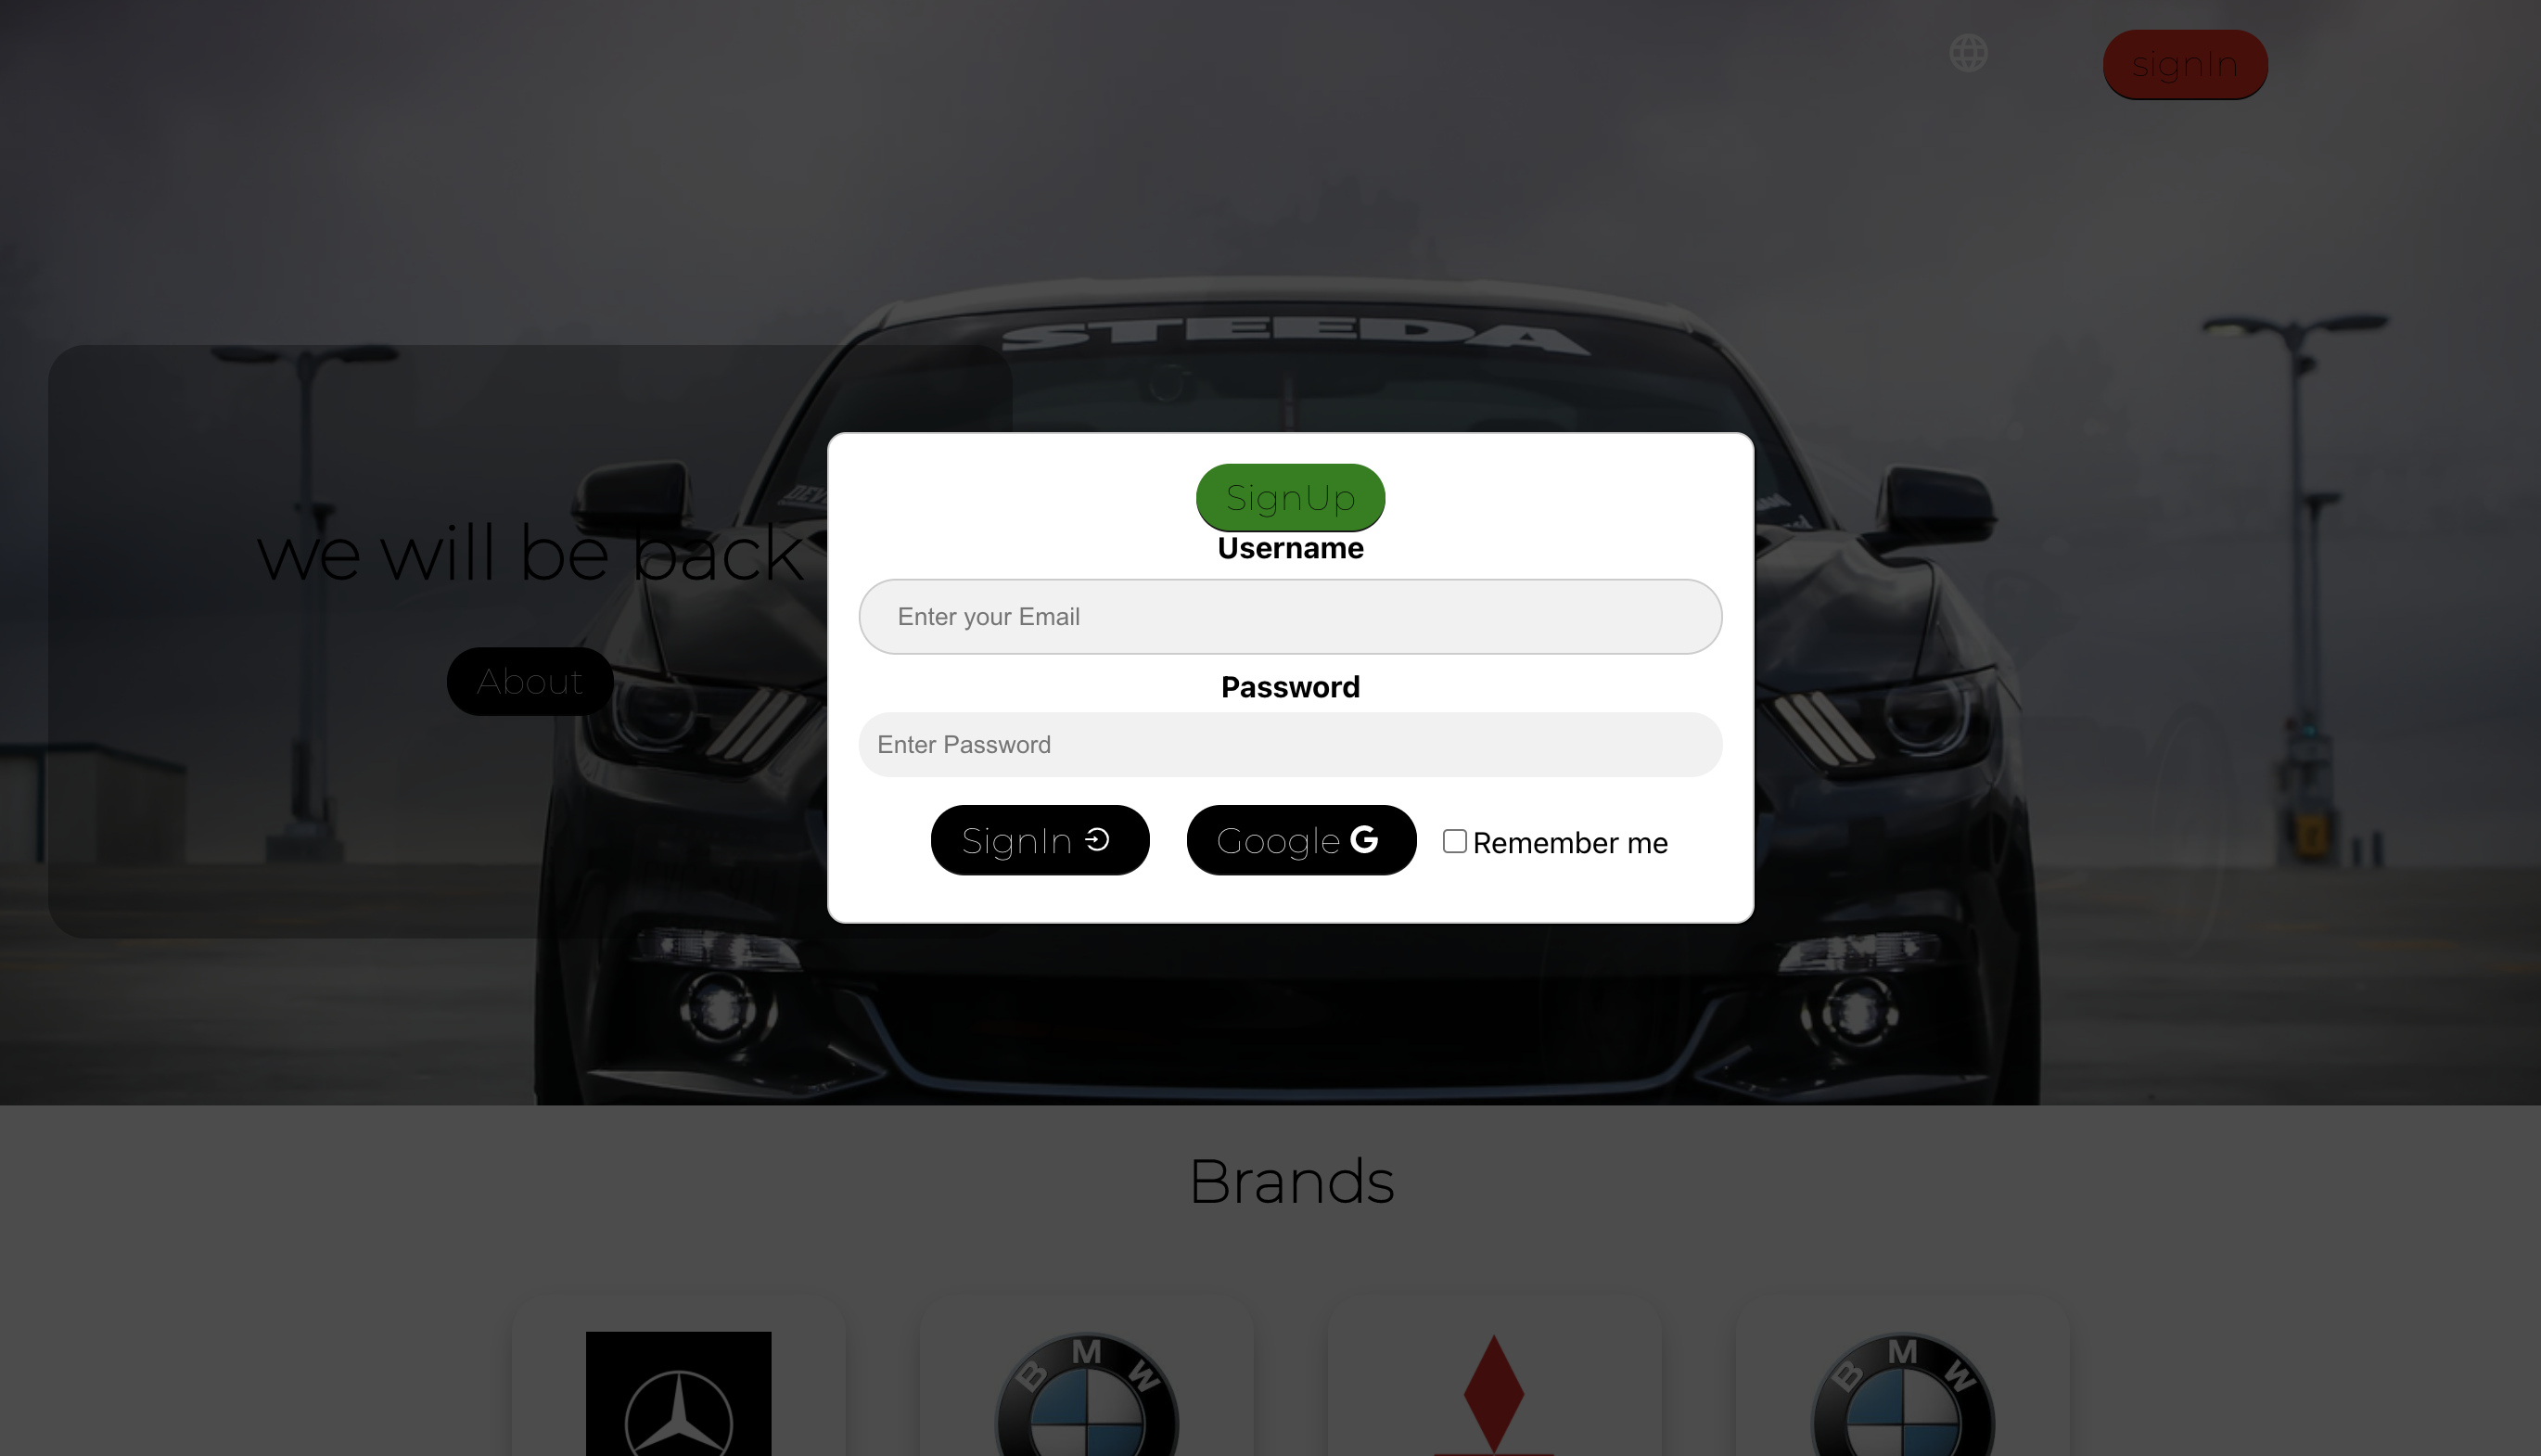 signIn
STEEDA
SignUp
Username
we will be back
Enter your Email
About
Password
Enter Password
SignIn
Google G
Remember me
Brands
BMW
BMW